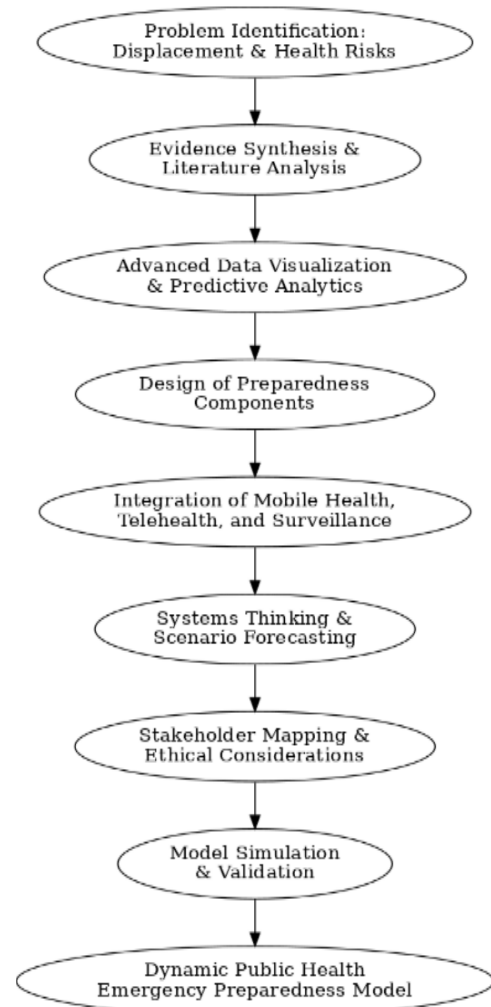 Problem Identification:
Displacement & Health Risks
Evidence Synthesis &
Literature Analysis
Advanced Data Visualization
& Predictive Analytics
Design of Preparedness
Components
Integration of Mobile Health,
Telehealth, and Surveillance
Systems Thinking &
Scenario Forecasting
Stakeholder Mapping &
Ethical Considerations
Model Simulation
& Validation
Dynamic Public Health
Emergency Preparedness Model